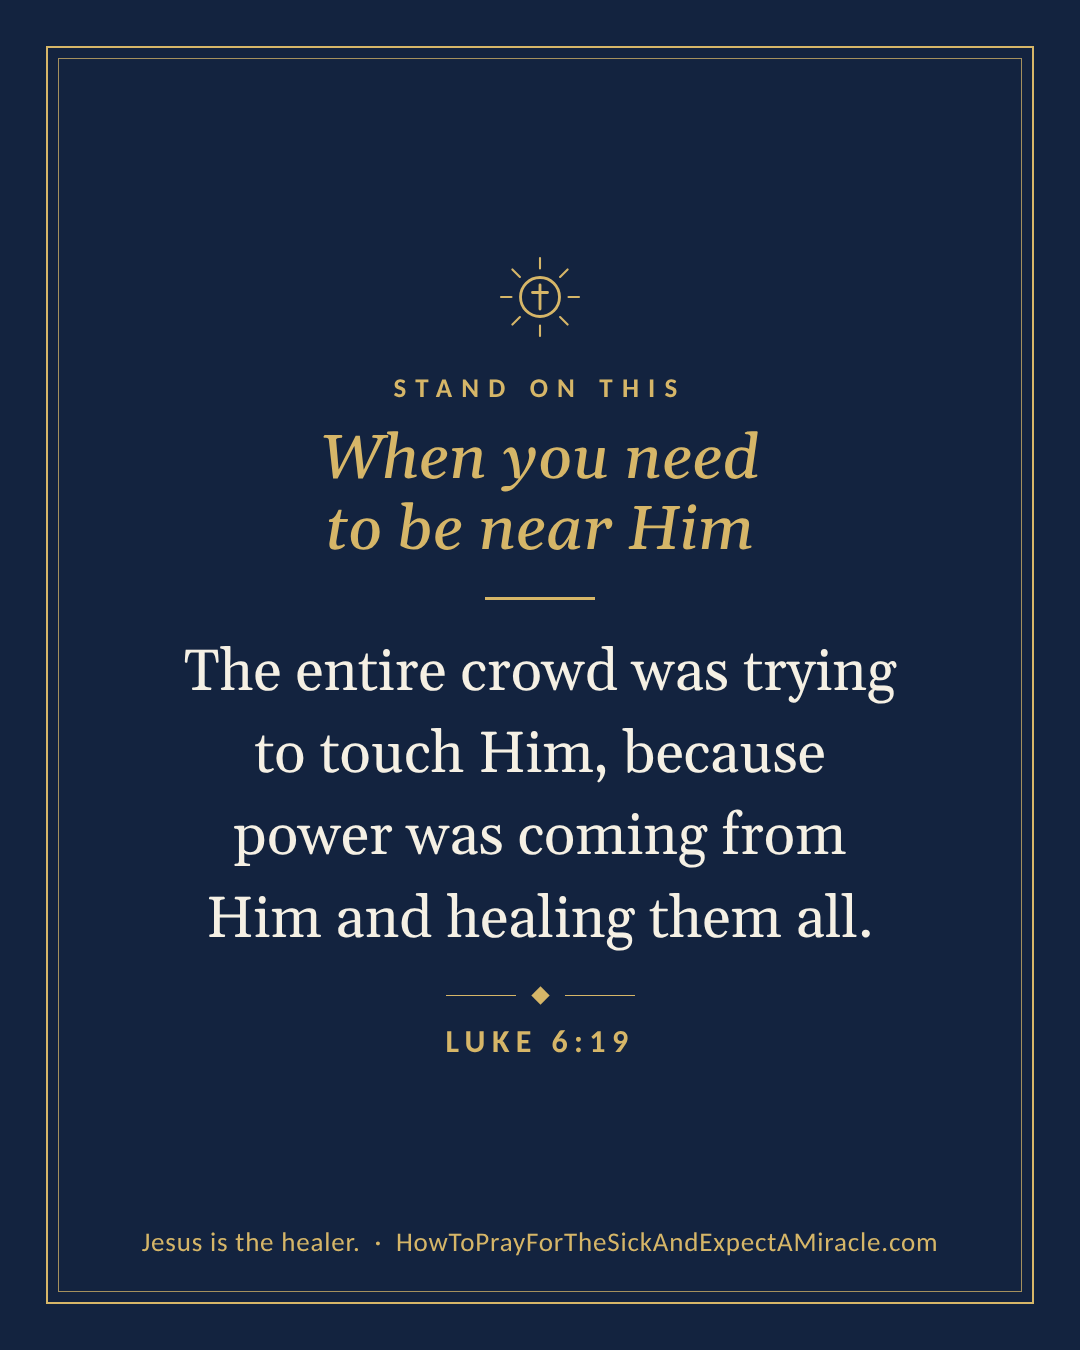 STAND ON THIS
When you need
to be near Him
The entire crowd was trying
to touch Him, because
power was coming from
Him and healing them all.
LUKE 6:19
Jesus is the healer. · HowToPrayForTheSickAndExpectAMiracle.com